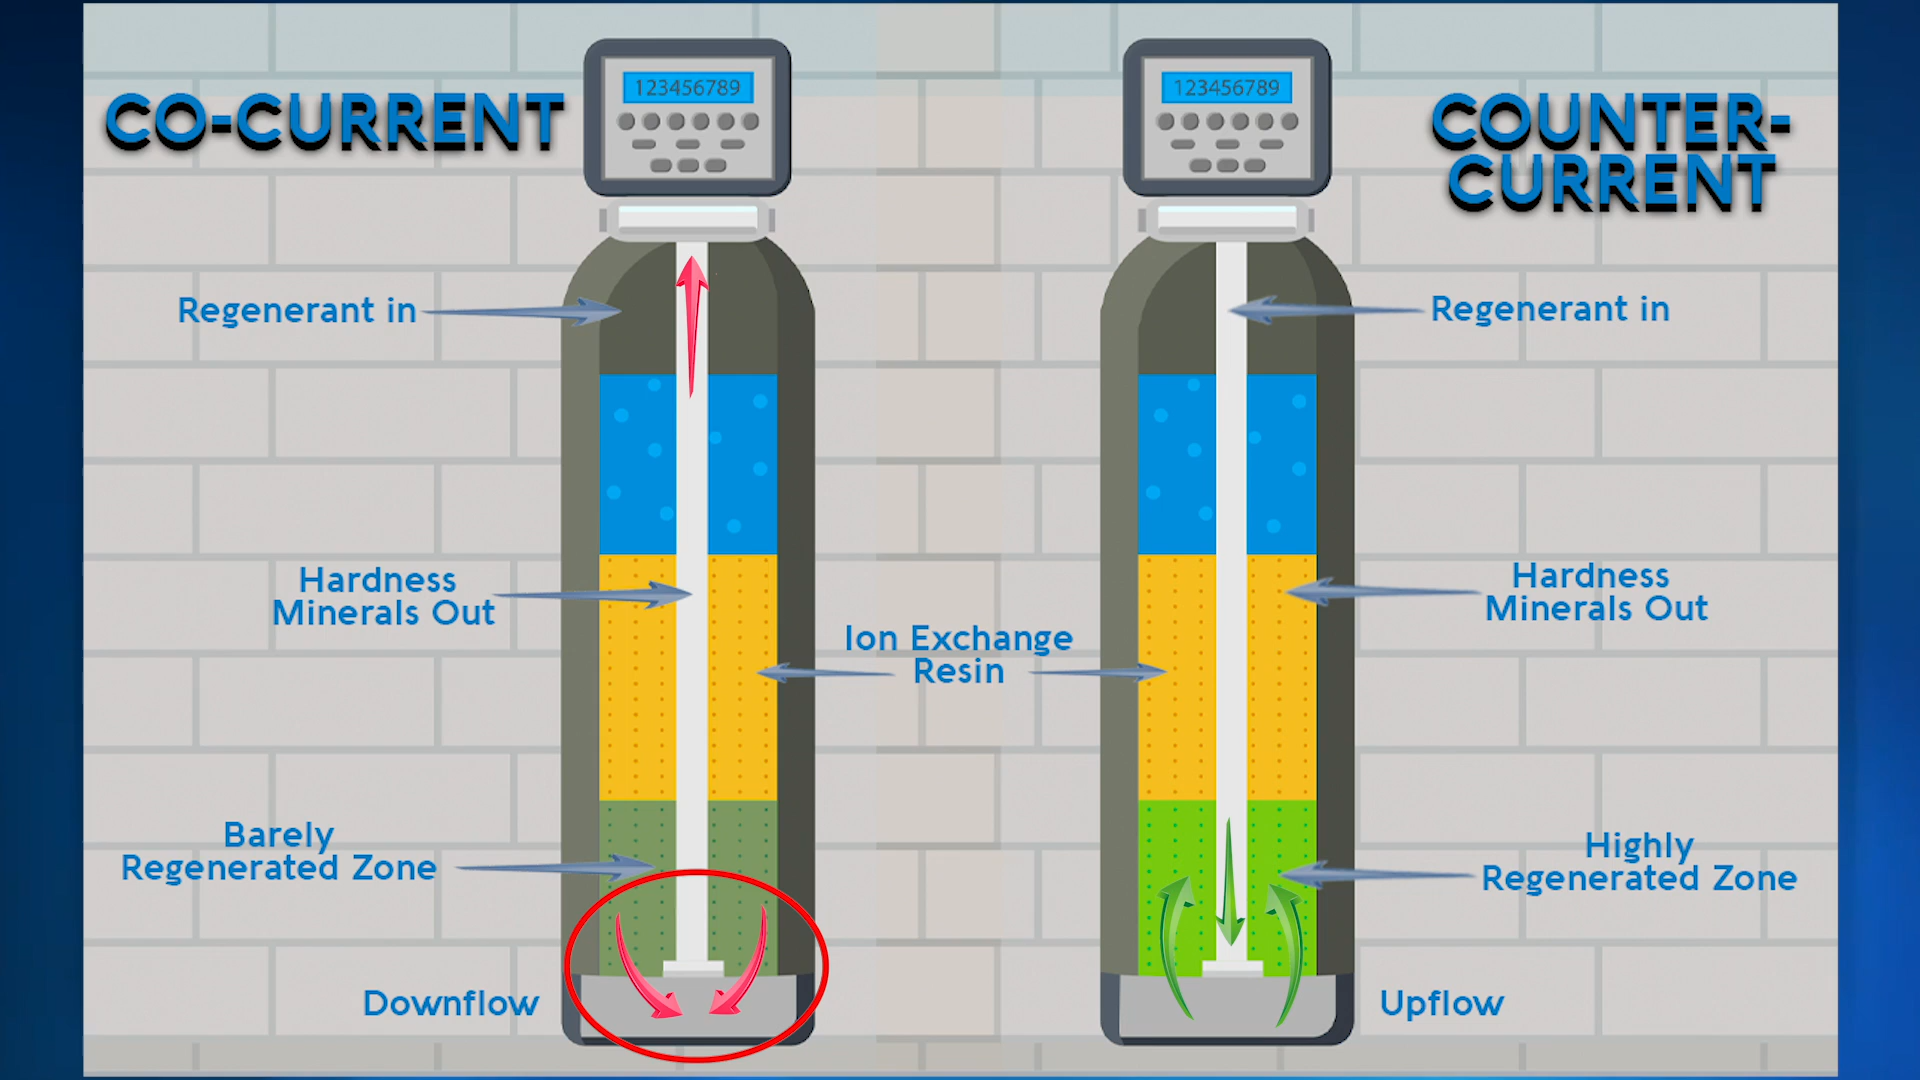 CO-CURRENT
123456789
Regenerant in
Hardness
Minerals Out
Barely
Regenerated Zone
Downflow
Ion Exchange
Resin
123456789
COUNTER-
CURRENT
Regenerant in
Hardness
Minerals Out
Highly
Regenerated Zone
Upflow